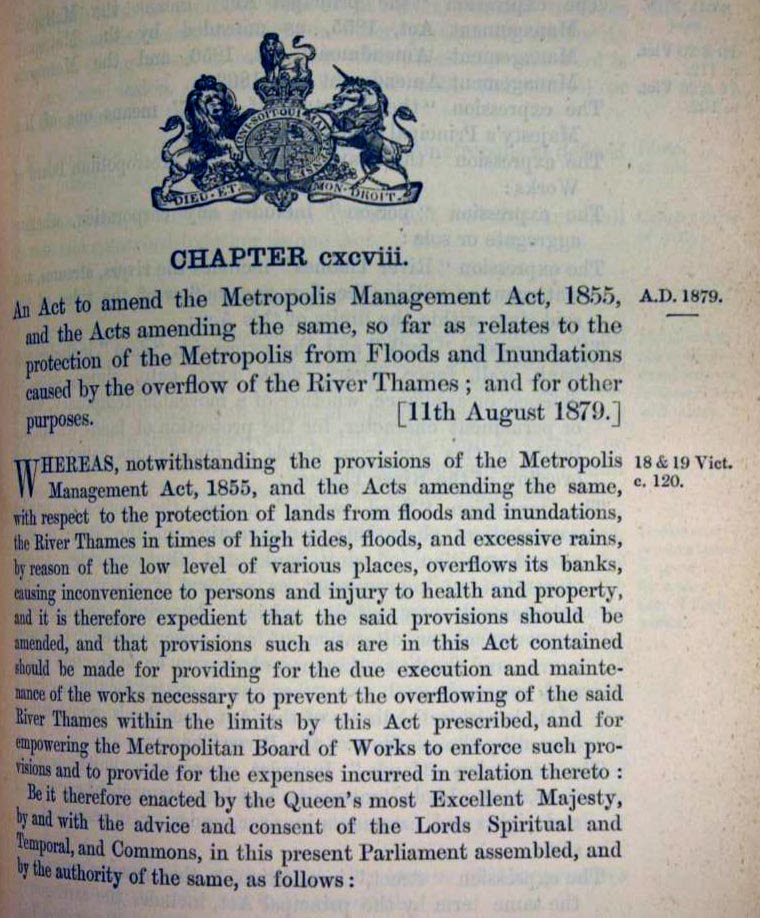 HONI SOIT QUI MAL
DIEU · ET · MON · DROIT ·
CHAPTER cxcviii.
An Act to amend the Metropolis Management Act, 1855,
A.D. 1879.
and the Acts amending the same, so far as relates to the
protection of the Metropolis from Floods and Inundations
caused by the overflow of the River Thames ; and for other
purposes. [11th August 1879.]
WHEREAS, notwithstanding the provisions of the Metropolis
18 & 19 Vict.
Management Act, 1855, and the Acts amending the same,
c. 120.
with respect to the protection of lands from floods and inundations,
the River Thames in times of high tides, floods, and excessive rains,
by reason of the low level of various places, overflows its banks,
causing inconvenience to persons and injury to health and property,
and it is therefore expedient that the said provisions should be
amended, and that provisions such as are in this Act contained
should be made for providing for the due execution and mainte-
nance of the works necessary to prevent the overflowing of the said
River Thames within the limits by this Act prescribed, and for
empowering the Metropolitan Board of Works to enforce such pro-
visions and to provide for the expenses incurred in relation thereto :
Be it therefore enacted by the Queen's most Excellent Majesty,
by and with the advice and consent of the Lords Spiritual and
Temporal, and Commons, in this present Parliament assembled, and
by the authority of the same, as follows :